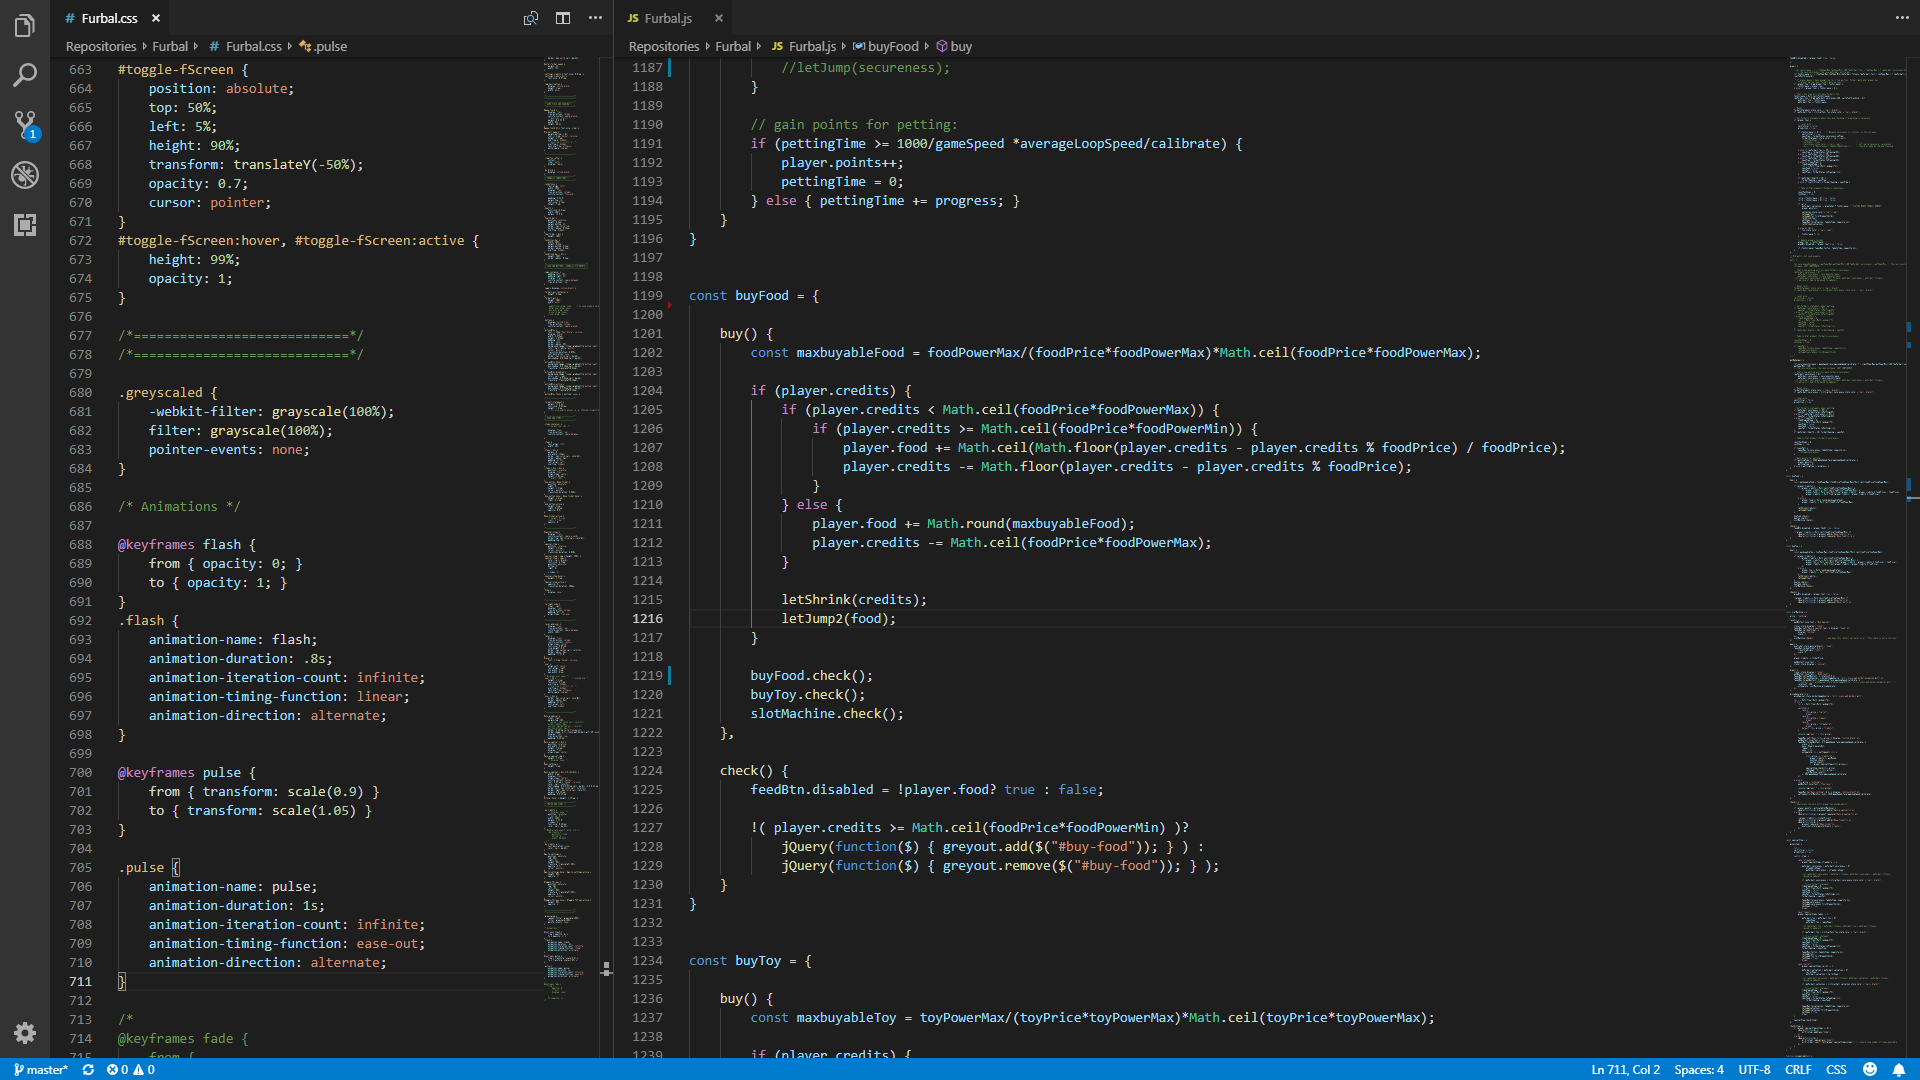 # Furbal.css ×
Repositories Furbal # Furbal.css .pulse
663 #toggle-fScreen {
664 position: absolute;
665 top: 50%;
666 left: 5%;
667 height: 90%;
668 transform: translateY(-50%);
669 opacity: 0.7;
670 cursor: pointer;
671 }
672 #toggle-fScreen:hover, #toggle-fScreen:active {
673 height: 99%;
674 opacity: 1;
675 }
676
677 /*============================*/
678 /*============================*/
679
680 .greyscaled {
681 -webkit-filter: grayscale(100%);
682 filter: grayscale(100%);
683 pointer-events: none;
684 }
685
686 /* Animations */
687
688 @keyframes flash {
689 from { opacity: 0; }
690 to { opacity: 1; }
691 }
692 .flash {
693 animation-name: flash;
694 animation-duration: .8s;
695 animation-iteration-count: infinite;
696 animation-timing-function: linear;
697 animation-direction: alternate;
698 }
699
700 @keyframes pulse {
701 from { transform: scale(0.9) }
702 to { transform: scale(1.05) }
703 }
704
705 .pulse {
706 animation-name: pulse;
707 animation-duration: 1s;
708 animation-iteration-count: infinite;
709 animation-timing-function: ease-out;
710 animation-direction: alternate;
711 }
712
713 /*
714 @keyframes fade {
715 from {
JS Furbal.js ×
Repositories Furbal JS Furbal.js buyFood buy
1187 //letJump(secureness);
1188 }
1189
1190 // gain points for petting:
1191 if (pettingTime >= 1000/gameSpeed *averageLoopSpeed/calibrate) {
1192 player.points++;
1193 pettingTime = 0;
1194 } else { pettingTime += progress; }
1195 }
1196 }
1197
1198
1199 const buyFood = {
1200
1201 buy() {
1202 const maxbuyableFood = foodPowerMax/(foodPrice*foodPowerMax)*Math.ceil(foodPrice*foodPowerMax);
1203
1204 if (player.credits) {
1205 if (player.credits < Math.ceil(foodPrice*foodPowerMax)) {
1206 if (player.credits >= Math.ceil(foodPrice*foodPowerMin)) {
1207 player.food += Math.ceil(Math.floor(player.credits - player.credits % foodPrice) / foodPrice);
1208 player.credits -= Math.floor(player.credits - player.credits % foodPrice);
1209 }
1210 } else {
1211 player.food += Math.round(maxbuyableFood);
1212 player.credits -= Math.ceil(foodPrice*foodPowerMax);
1213 }
1214
1215 letShrink(credits);
1216 letJump2(food);
1217 }
1218
1219 buyFood.check();
1220 buyToy.check();
1221 slotMachine.check();
1222 },
1223
1224 check() {
1225 feedBtn.disabled = !player.food? true : false;
1226
1227 !( player.credits >= Math.ceil(foodPrice*foodPowerMin) )?
1228 jQuery(function($) { greyout.add($("#buy-food")); } ) :
1229 jQuery(function($) { greyout.remove($("#buy-food")); } );
1230 }
1231 }
1232
1233
1234 const buyToy = {
1235
1236 buy() {
1237 const maxbuyableToy = toyPowerMax/(toyPrice*toyPowerMax)*Math.ceil(toyPrice*toyPowerMax);
1238
1239 if (player.credits) {
1
master* 0 0
Ln 711, Col 2 Spaces: 4 UTF-8 CRLF CSS